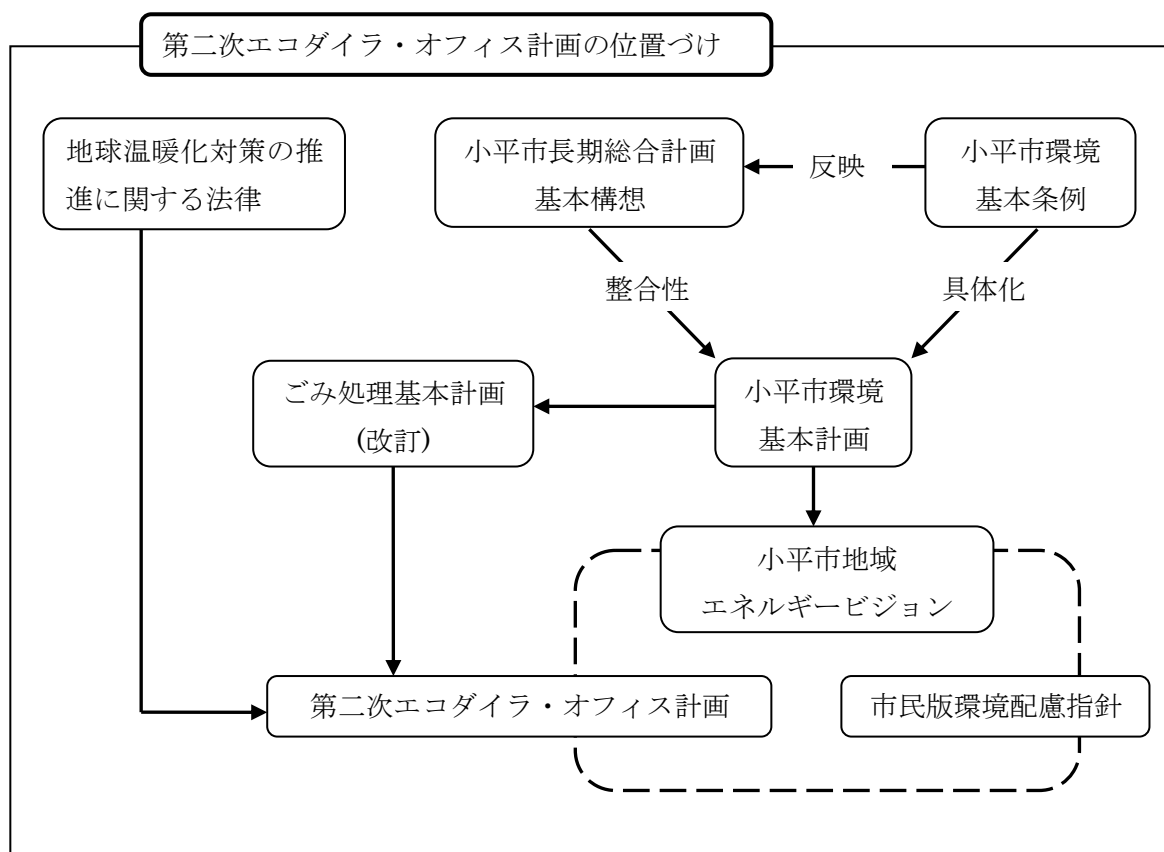 第二次エコダイラ・オフィス計画の位置づけ
地球温暖化対策の推
進に関する法律
小平市長期総合計画
基本構想
反映
小平市環境
基本条例
整合性
具体化
ごみ処理基本計画
(改訂)
小平市環境
基本計画
小平市地域
エネルギービジョン
第二次エコダイラ・オフィス計画
市民版環境配慮指針